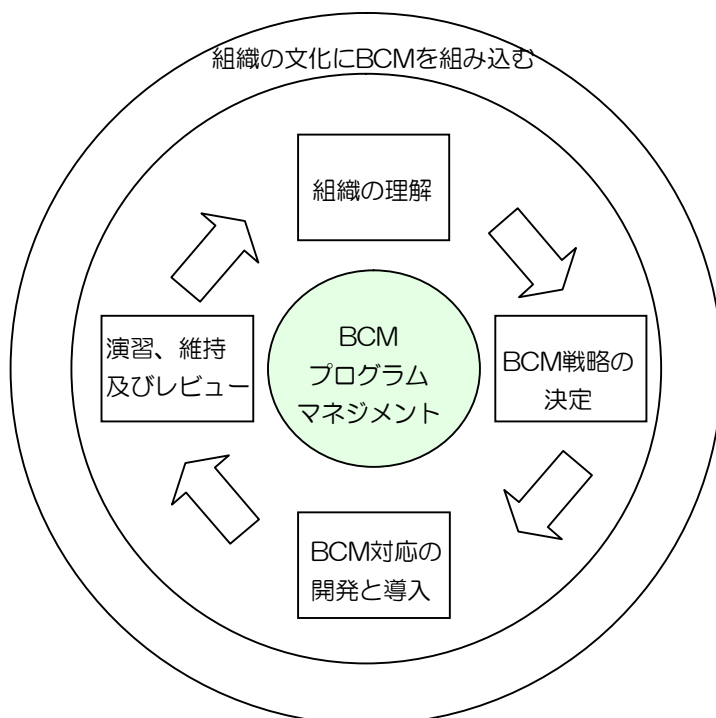 組織の文化にBCMを組み込む
組織の理解
演習、維持
及びレビュー
BCM
プログラム
マネジメント
BCM戦略の
決定
BCM対応の
開発と導入